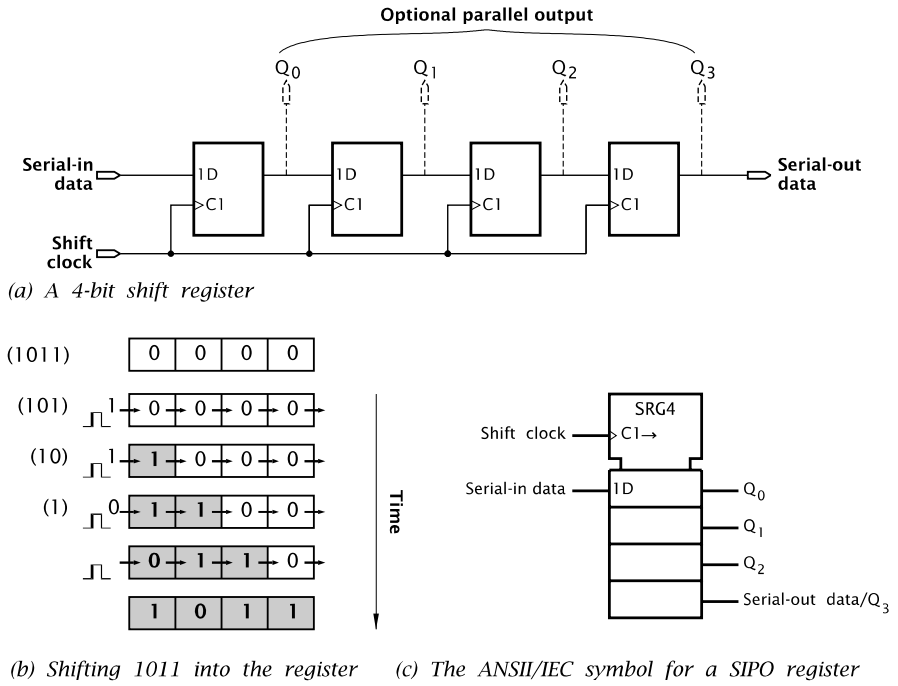 Optional parallel output
Q0 Q1 Q2 Q3
Serial-in data
1D 1D 1D 1D
Serial-out data
C1 C1 C1 C1
Shift clock
(a) A 4-bit shift register
(1011) 0 0 0 0
(101) 1 0 0 0 0
(10) 1 1 0 0 0
(1) 0 1 1 0 0
0 1 1 0
1 0 1 1
Time
(b) Shifting 1011 into the register
SRG4
Shift clock C1→
Serial-in data 1D Q0
Q1
Q2
Serial-out data/Q3
(c) The ANSII/IEC symbol for a SIPO register